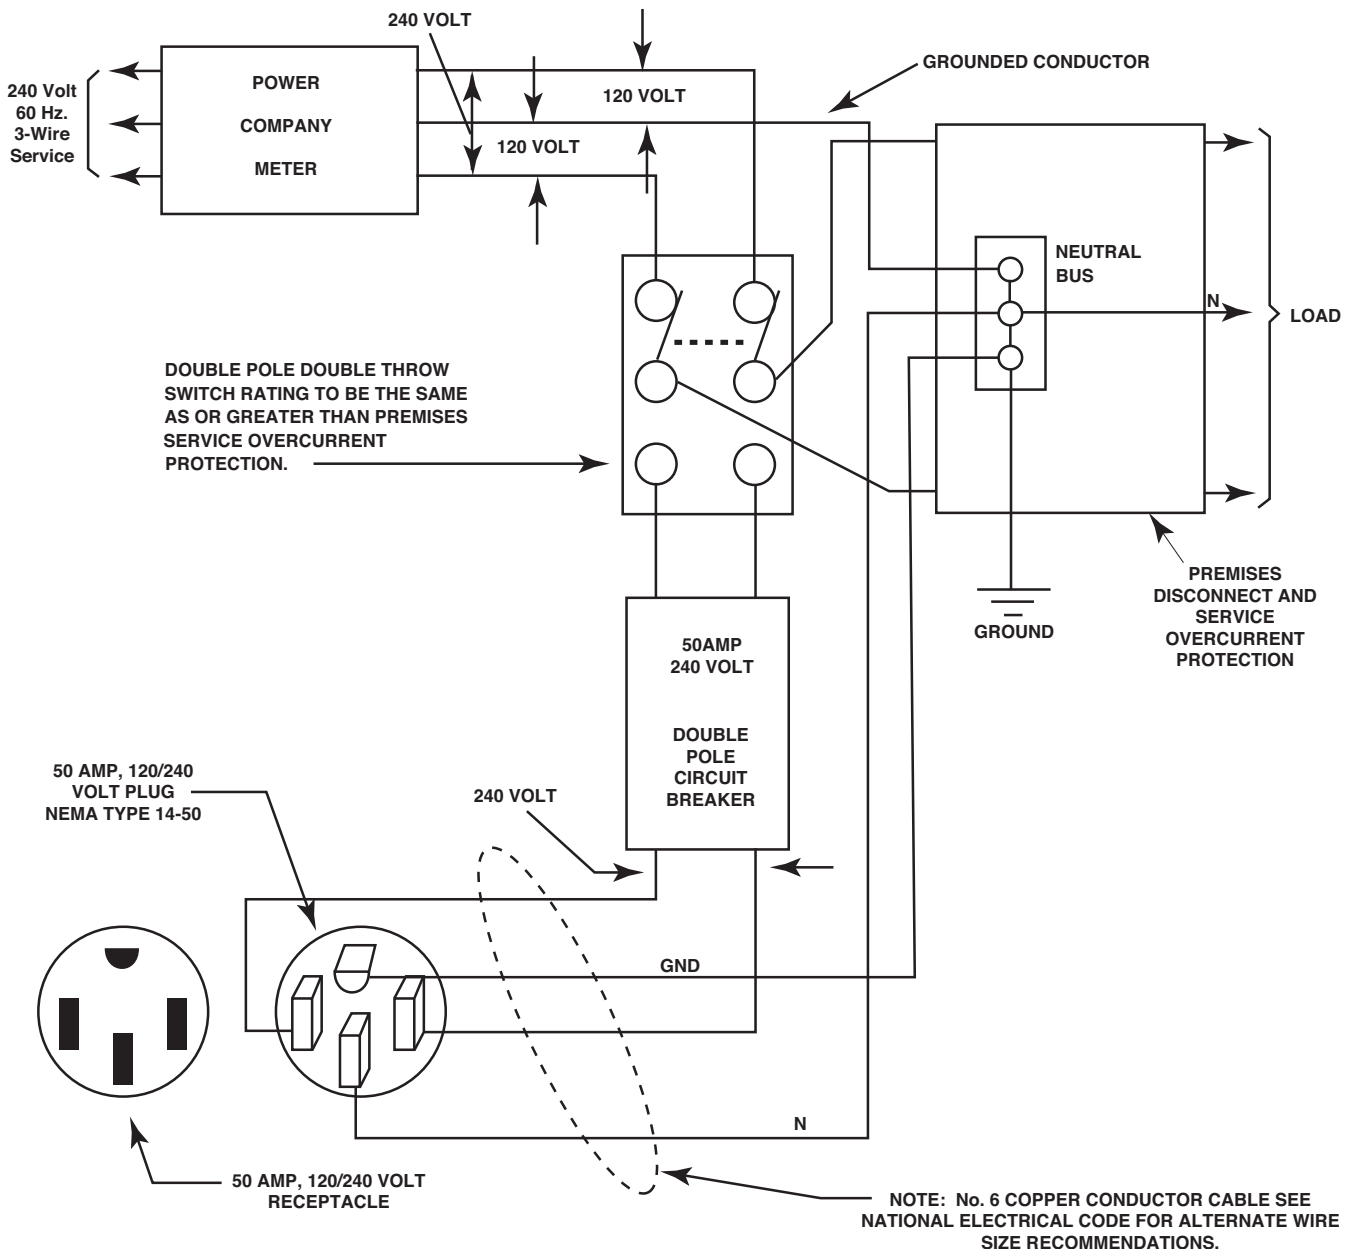 240 VOLT
GROUNDED CONDUCTOR
240 Volt
60 Hz.
3-Wire
Service
POWER
COMPANY
METER
120 VOLT
120 VOLT
NEUTRAL
BUS
N
LOAD
DOUBLE POLE DOUBLE THROW
SWITCH RATING TO BE THE SAME
AS OR GREATER THAN PREMISES
SERVICE OVERCURRENT
PROTECTION.
GROUND
PREMISES
DISCONNECT AND
SERVICE
OVERCURRENT
PROTECTION
50AMP
240 VOLT
DOUBLE
POLE
CIRCUIT
BREAKER
50 AMP, 120/240
VOLT PLUG
NEMA TYPE 14-50
240 VOLT
GND
N
50 AMP, 120/240 VOLT
RECEPTACLE
NOTE: No. 6 COPPER CONDUCTOR CABLE SEE
NATIONAL ELECTRICAL CODE FOR ALTERNATE WIRE
SIZE RECOMMENDATIONS.